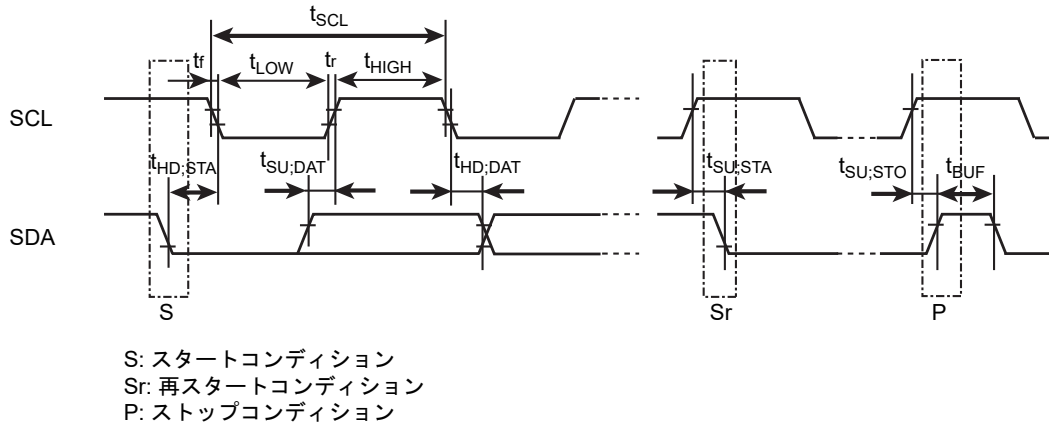 tSCL
tf tLOW tr tHIGH
SCL
tHD;STA tSU;DAT tHD;DAT tSU;STA tSU;STO tBUF
SDA
S Sr P
S: スタートコンディション
Sr: 再スタートコンディション
P: ストップコンディション